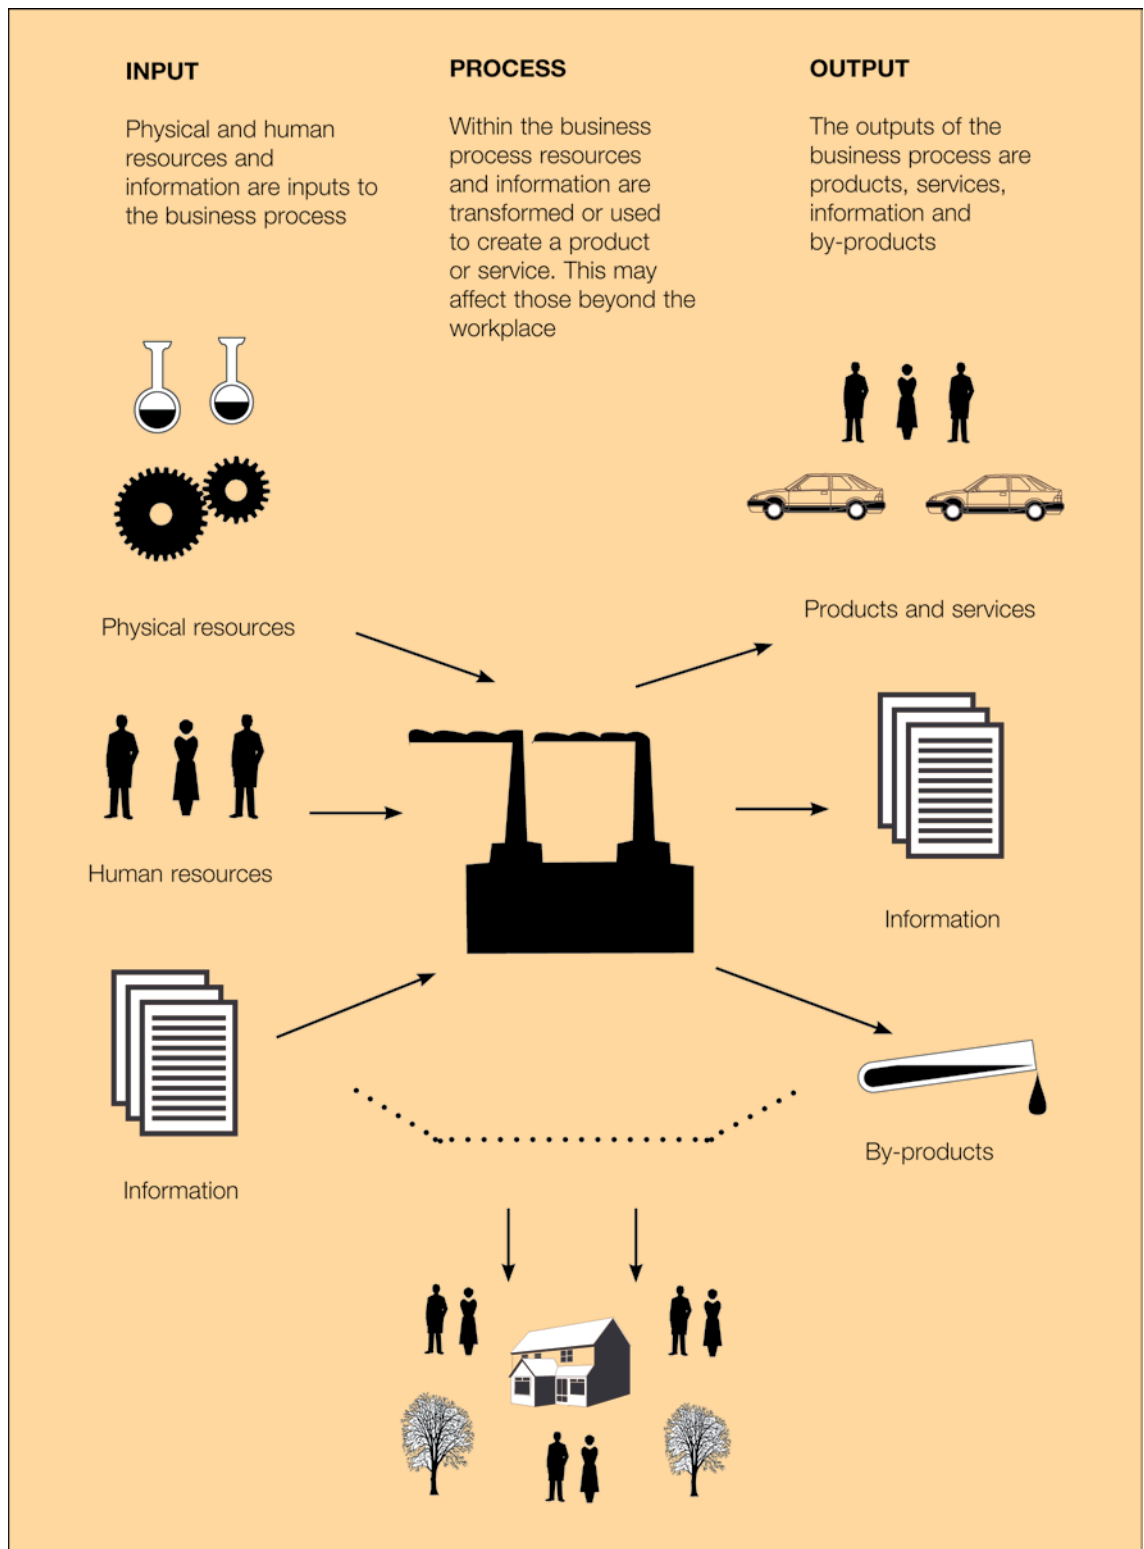 INPUT
Physical and human
resources and
information are inputs to
the business process
PROCESS
Within the business
process resources
and information are
transformed or used
to create a product
or service. This may
affect those beyond the
workplace
OUTPUT
The outputs of the
business process are
products, services,
information and
by-products
Physical resources
Human resources
Information
Products and services
Information
By-products